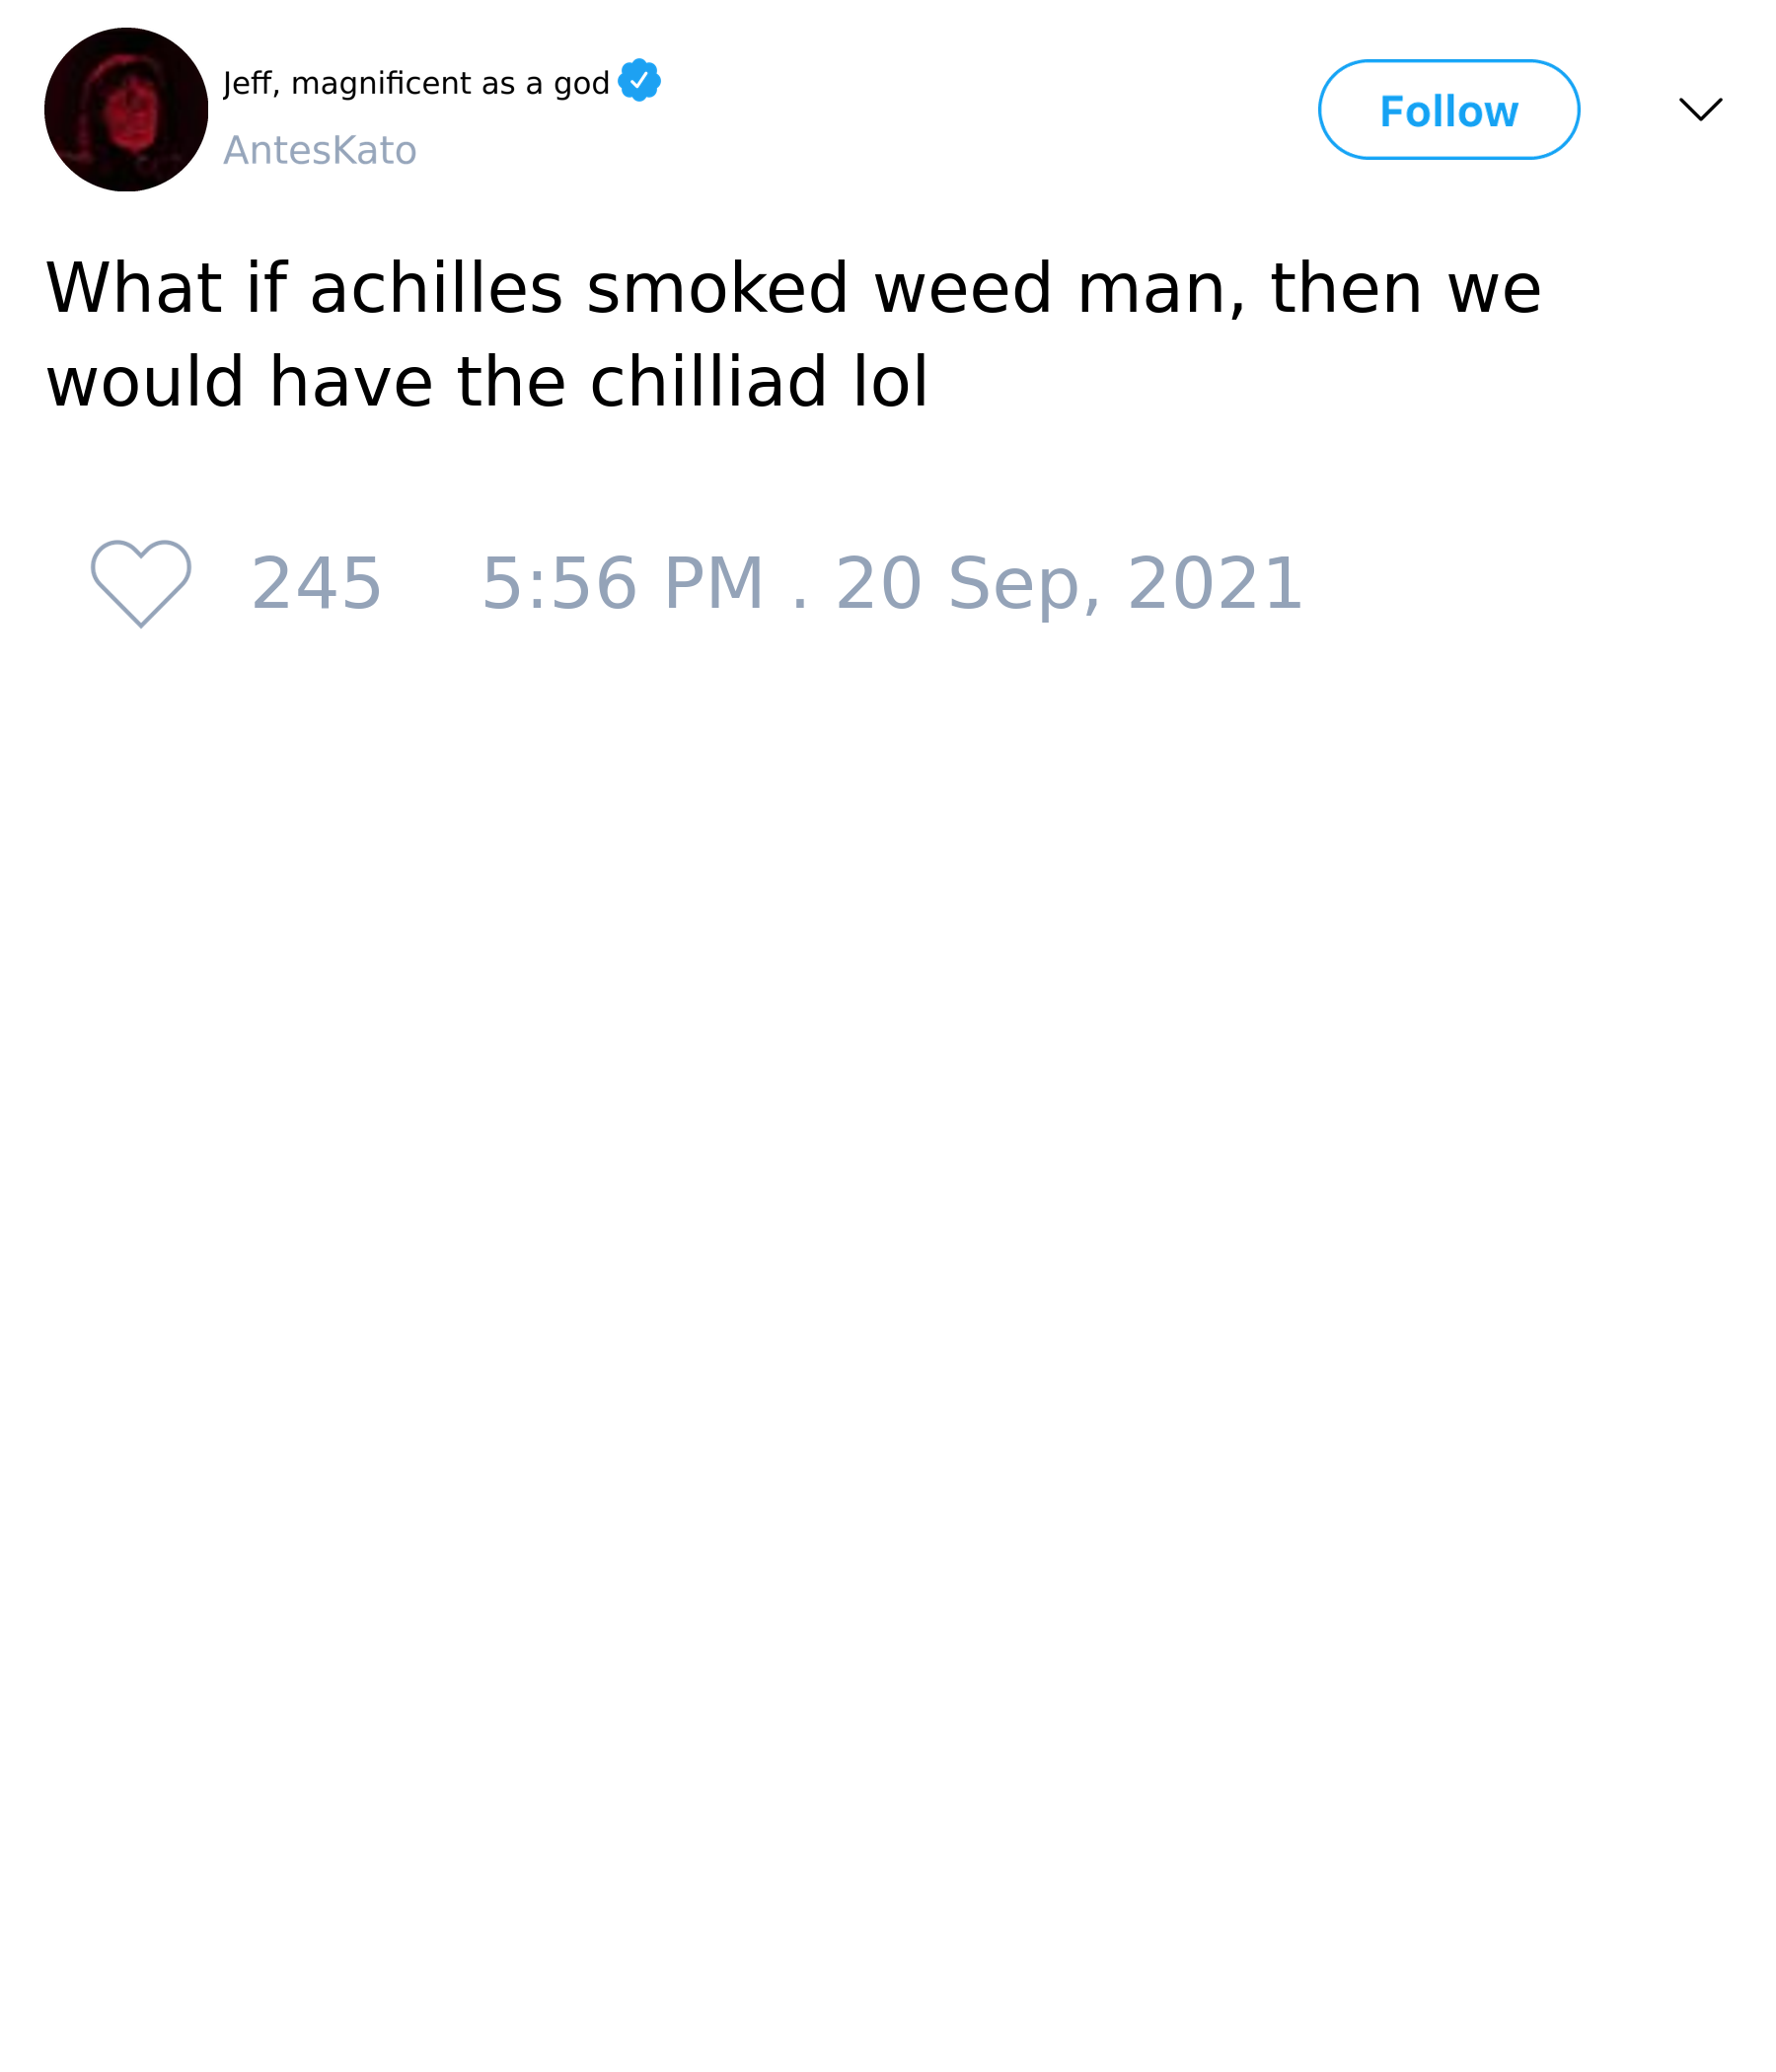 Jeff, magnificent as a god
AntesKato
Follow
What if achilles smoked weed man, then we
would have the chilliad lol
245 5:56 PM . 20 Sep, 2021